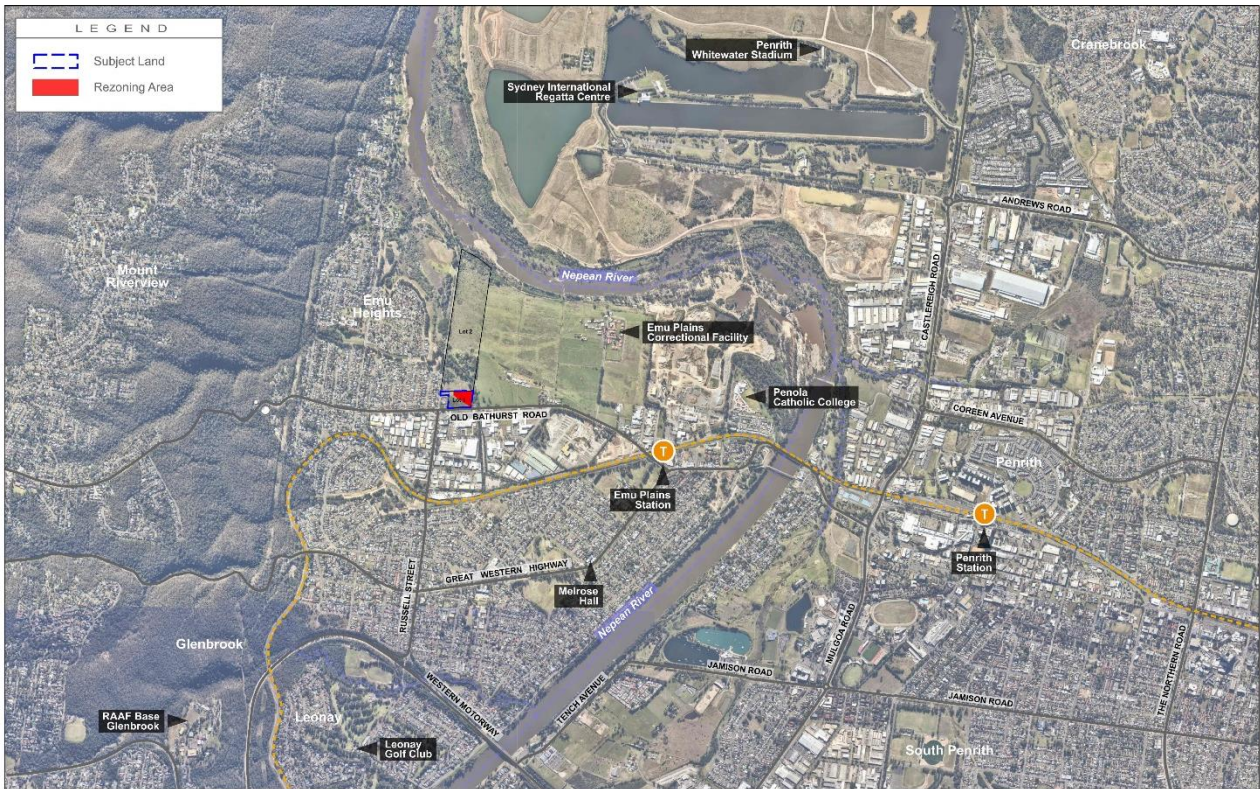 LEGEND
Subject Land
Rezoning Area
Penrith
Whitewater Stadium
Cranebrook
Sydney International
Regatta Centre
ANDREWS ROAD
Mount
Riverview
Nepean River
Emu
Heights
CASTLEREIGH ROAD
Lot 2
Emu Plains
Correctional Facility
Penola
Catholic College
OLD BATHURST ROAD
COREEN AVENUE
T
Penrith
Emu Plains
Station
T
Penrith
Station
GREAT WESTERN HIGHWAY
Melrose
Hall
RUSSELL STREET
Nepean River
Glenbrook
MULGOA ROAD
JAMISON ROAD
THE NORTHERN ROAD
WESTERN MOTORWAY
TENCH AVENUE
JAMISON ROAD
RAAF Base
Glenbrook
Leonay
Leonay
Golf Club
South Penrith